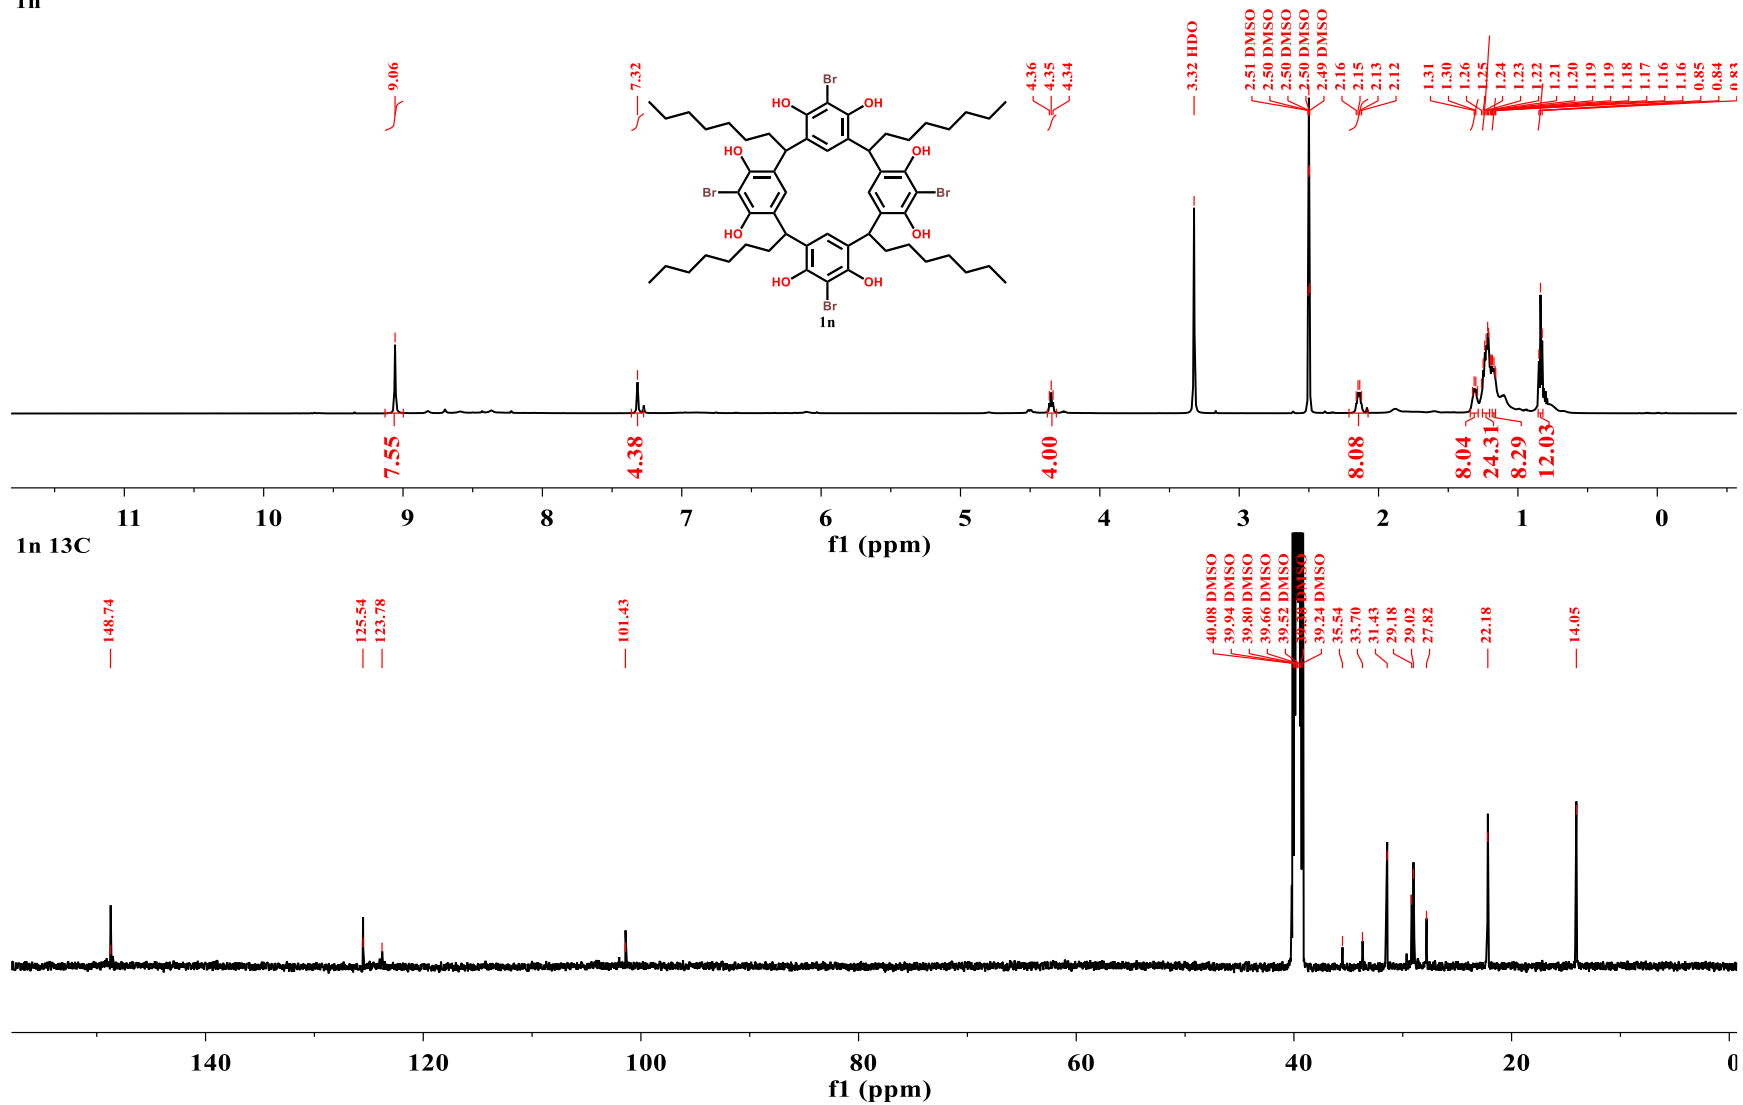 1n
9.06
7.32
4.36
4.35
4.34
3.32 HDO
2.51 DMSO
2.50 DMSO
2.50 DMSO
2.50 DMSO
2.49 DMSO
2.16
2.15
2.13
2.12
1.31
1.30
1.26
1.25
1.24
1.23
1.22
1.21
1.20
1.19
1.19
1.18
1.17
1.16
1.16
0.85
0.84
0.83
Br
HO OH
HO OH
Br Br
HO OH
HO OH
Br
1n
7.55
4.38
4.00
8.08
8.04
24.31
8.29
12.03
11 10 9 8 7 6 5 4 3 2 1 0
f1 (ppm)
1n 13C
148.74
125.54
123.78
101.43
40.08 DMSO
39.94 DMSO
39.80 DMSO
39.66 DMSO
39.52 DMSO
39.24 DMSO
35.54
33.70
31.43
29.18
29.02
27.82
22.18
14.05
140 120 100 80 60 40 20 0
f1 (ppm)